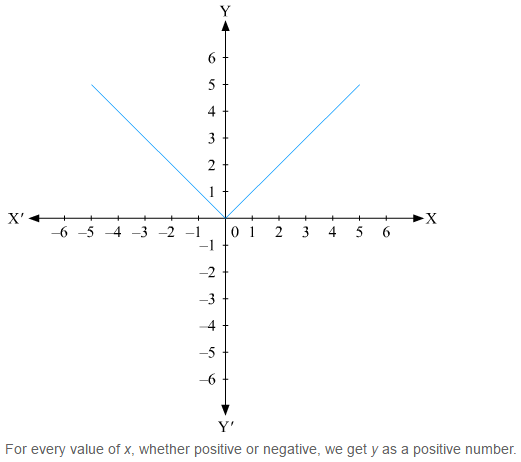 Y
6
5
4
3
2
1
X′ X
–6 –5 –4 –3 –2 –1 0 1 2 3 4 5 6
–1
–2
–3
–4
–5
–6
Y′
For every value of x, whether positive or negative, we get y as a positive number.